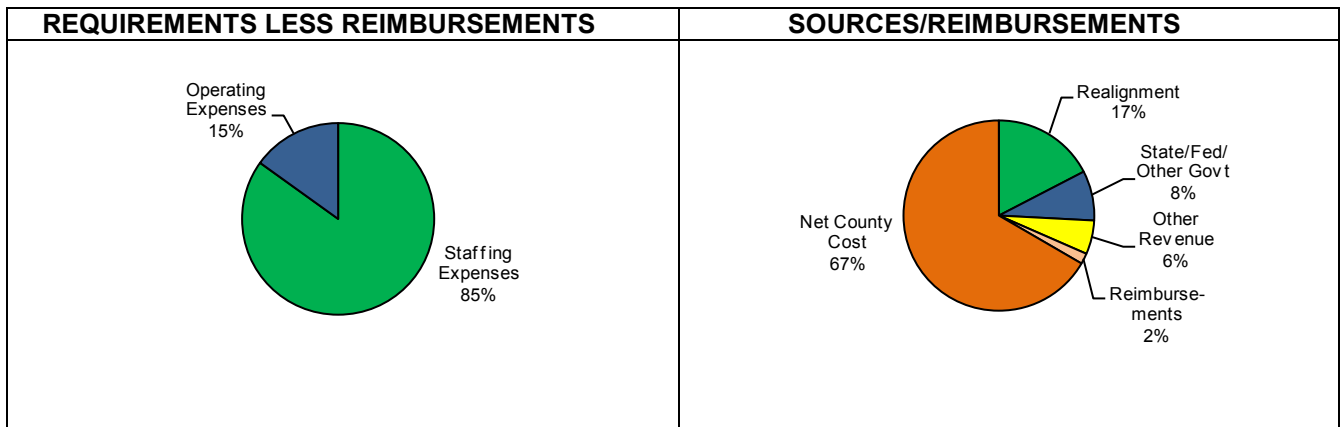 REQUIREMENTS LESS REIMBURSEMENTS
Operating
Expenses
15%
Staffing
Expenses
85%
SOURCES/REIMBURSEMENTS
Realignment
17%
State/Fed/
Other Govt
8%
Other
Revenue
6%
Reimburse-
ments
2%
Net County
Cost
67%